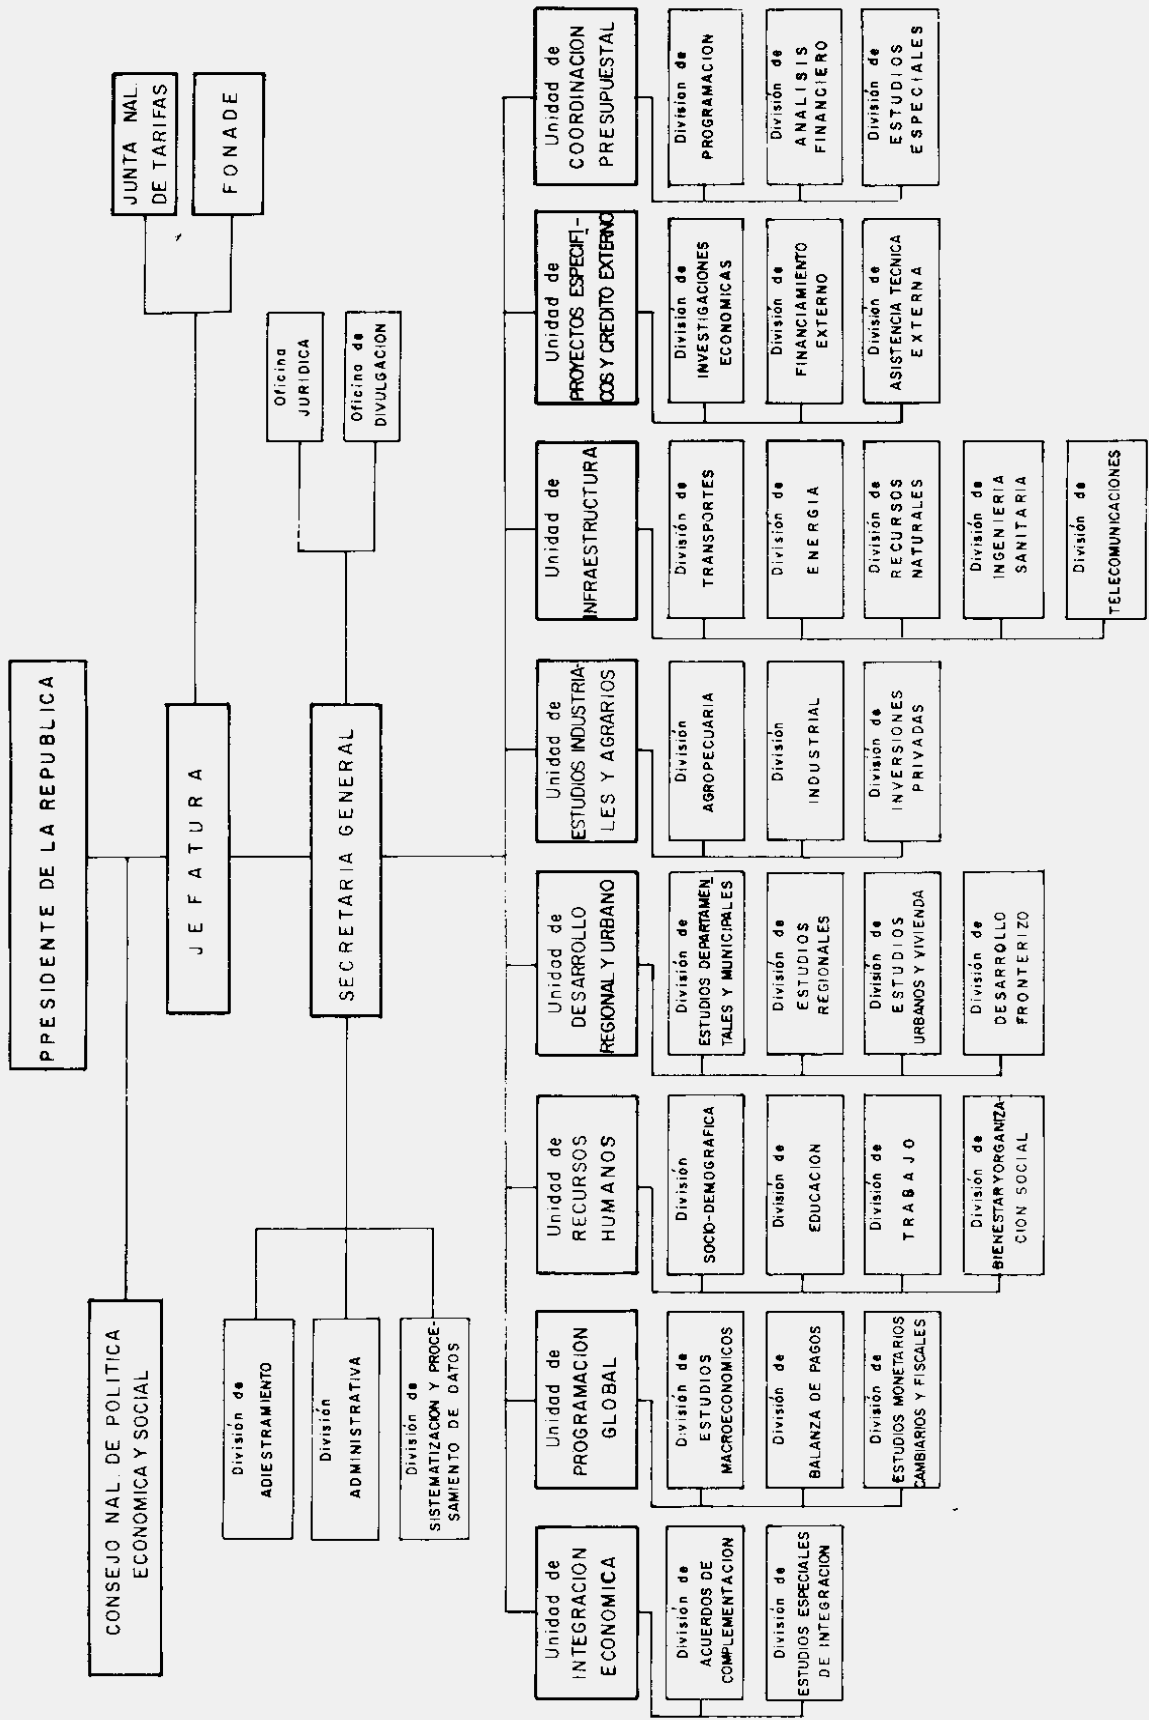 PRESIDENTE DE LA REPUBLICA
CONSEJO NAL. DE POLITICA
ECONOMICA Y SOCIAL
JEFATURA
JUNTA NAL.
DE TARIFAS
FONADE
SECRETARIA GENERAL
División de
ADIESTRAMIENTO
División
ADMINISTRATIVA
División de
SISTEMATIZACION Y PROCE-
SAMIENTO DE DATOS
Oficina
JURIDICA
Oficina de
DIVULGACION
Unidad de
INTEGRACION
ECONOMICA
División de
ACUERDOS DE
COMPLEMENTACION
División de
ESTUDIOS ESPECIALES
DE INTEGRACION
Unidad de
PROGRAMACION
GLOBAL
División de
ESTUDIOS
MACROECONOMICOS
División de
BALANZA DE PAGOS
División de
ESTUDIOS MONETARIOS
CAMBIARIOS Y FISCALES
Unidad de
RECURSOS
HUMANOS
División
SOCIO-DEMOGRAFICA
División de
EDUCACION
División de
TRABAJO
División de
BIENESTAR Y ORGANIZA-
CION SOCIAL
Unidad de
DESARROLLO
REGIONAL Y URBANO
División de
ESTUDIOS DEPARTAMEN
TALES Y MUNICIPALES
División de
ESTUDIOS
REGIONALES
División de
ESTUDIOS
URBANOS Y VIVIENDA
División de
DESARROLLO
FRONTERIZO
Unidad de
ESTUDIOS INDUSTRIA-
LES Y AGRARIOS
División
AGROPECUARIA
División
INDUSTRIAL
División de
INVERSIONES
PRIVADAS
Unidad de
INFRAESTRUCTURA
División de
TRANSPORTES
División de
ENERGIA
División de
RECURSOS
NATURALES
División de
INGENIERIA
SANITARIA
División de
TELECOMUNICACIONES
Unidad de
PROYECTOS ESPECIFI-
COS Y CREDITO EXTERNO
División de
INVESTIGACIONES
ECONOMICAS
División de
FINANCIAMIENTO
EXTERNO
División de
ASISTENCIA TECNICA
EXTERNA
Unidad de
COORDINACION
PRESUPUESTAL
Division de
PROGRAMACION
División de
ANALISIS
FINANCIERO
División de
ESTUDIOS
ESPECIALES